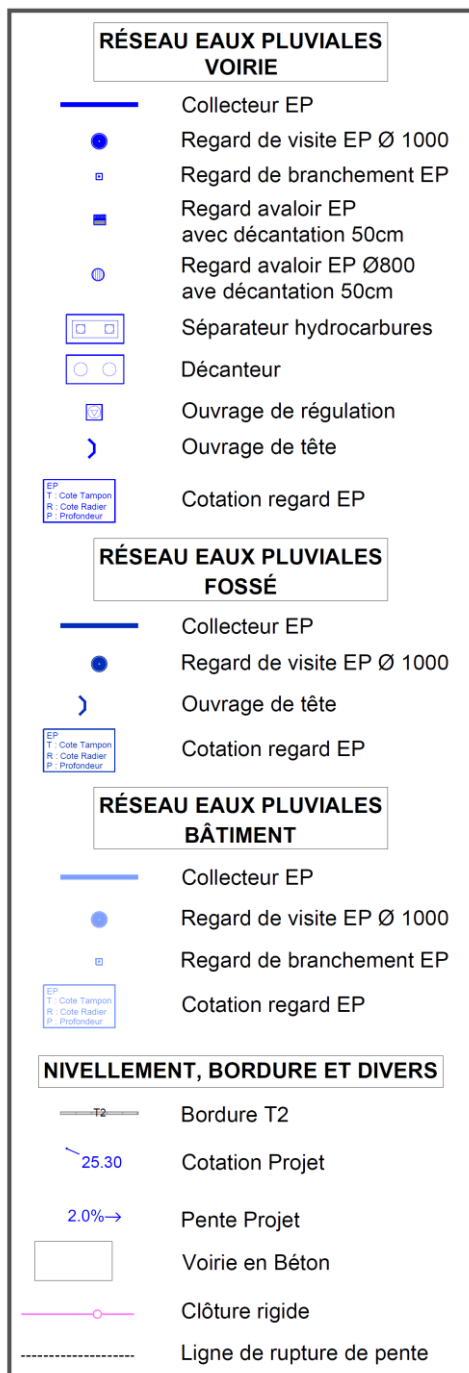 RÉSEAU EAUX PLUVIALES
VOIRIE
Collecteur EP
Regard de visite EP Ø 1000
Regard de branchement EP
Regard avaloir EP
avec décantation 50cm
Regard avaloir EP Ø800
ave décantation 50cm
Séparateur hydrocarbures
Décanteur
Ouvrage de régulation
Ouvrage de tête
EP
T : Cote Tampon
R : Cote Radier
P : Profondeur
Cotation regard EP
RÉSEAU EAUX PLUVIALES
FOSSÉ
Collecteur EP
Regard de visite EP Ø 1000
Ouvrage de tête
EP
T : Cote Tampon
R : Cote Radier
P : Profondeur
Cotation regard EP
RÉSEAU EAUX PLUVIALES
BÂTIMENT
Collecteur EP
Regard de visite EP Ø 1000
Regard de branchement EP
EP
T : Cote Tampon
R : Cote Radier
P : Profondeur
Cotation regard EP
NIVELLEMENT, BORDURE ET DIVERS
T2 Bordure T2
25.30 Cotation Projet
2.0%→ Pente Projet
Voirie en Béton
Clôture rigide
Ligne de rupture de pente